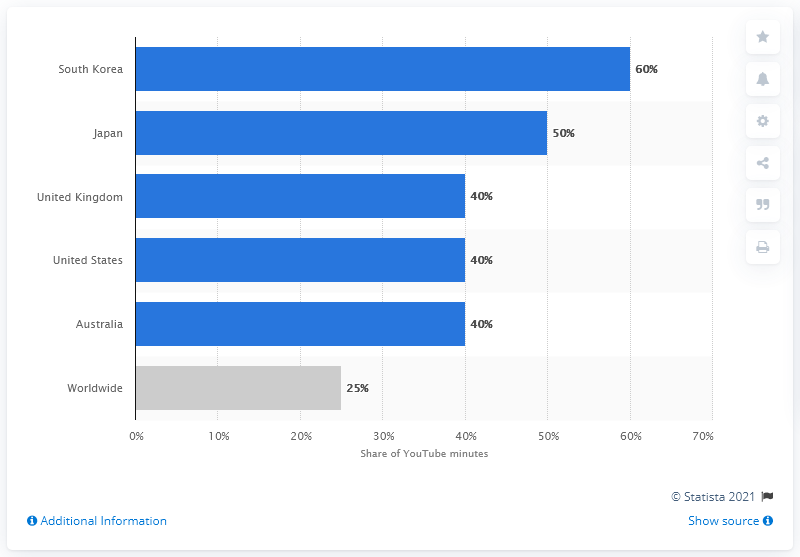 South Korea 60%
Japan 50%
United Kingdom 40%
United States 40%
Australia 40%
Worldwide 25%
0% 10% 20% 30% 40% 50% 60% 70%
Share of YouTube minutes
© Statista 2021
Additional Information Show source